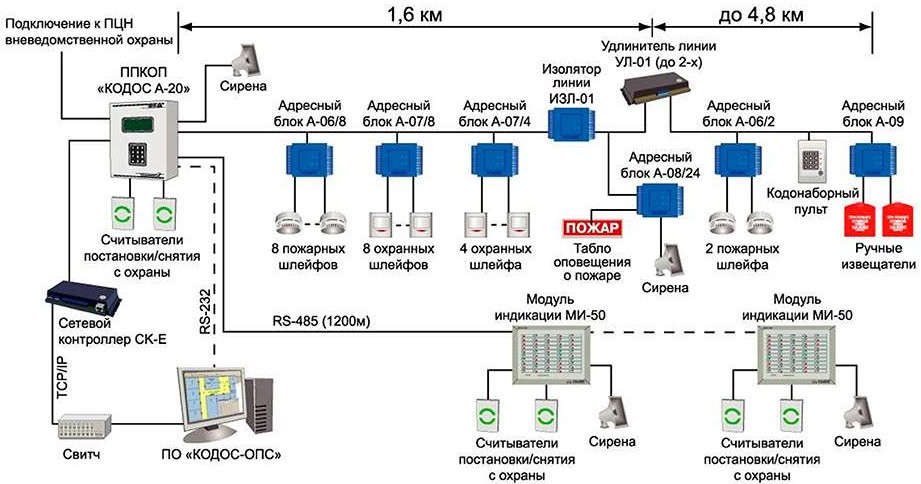 Подключение к ПЦН
вневедомственной охраны
1,6 км
до 4,8 км
ППКОП
«КОДОС А-20»
Сирена
Адресный
блок А-06/8
Адресный
блок А-07/8
Адресный
блок А-07/4
Изолятор
линии
ИЗЛ-01
Удлинитель линии
УЛ-01 (до 2-х)
Адресный
блок А-06/2
Адресный
блок А-09
Адресный
блок А-08/24
Кодонаборный
пульт
Считыватели
постановки/снятия
с охраны
8 пожарных
шлейфов
8 охранных
шлейфов
4 охранных
шлейфа
ПОЖАР
Табло
оповещения
о пожаре
Сирена
2 пожарных
шлейфа
Ручные
извещатели
Сетевой
контроллер СК-Е
TCP/IP
RS-232
RS-485 (1200м)
Модуль
индикации МИ-50
Модуль
индикации МИ-50
Свитч
ПО «КОДОС-ОПС»
Считыватели
постановки/снятия
с охраны
Сирена
Считыватели
постановки/снятия
с охраны
Сирена